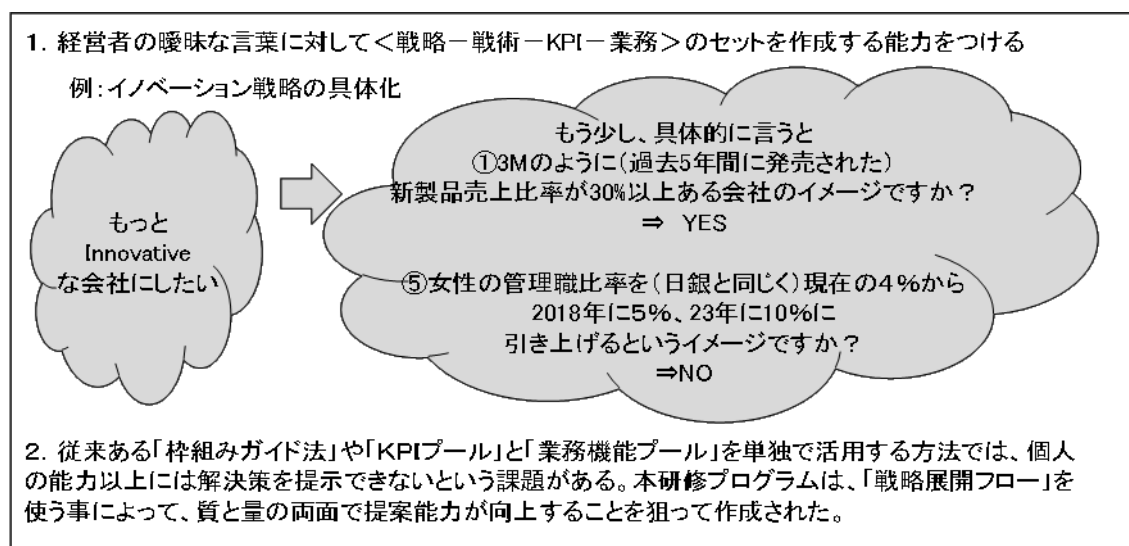 1. 経営者の曖昧な言葉に対して<戦略－戦術－KPI－業務>のセットを作成する能力をつける
例:イノベーション戦略の具体化
もっと
Innovative
な会社にしたい
もう少し、具体的に言うと
①3Mのように(過去5年間に発売された)
新製品売上比率が30%以上ある会社のイメージですか？
⇒ YES
⑤女性の管理職比率を(日銀と同じく)現在の4%から
2018年に5%、23年に10%に
引き上げるというイメージですか？
⇒NO
2. 従来ある「枠組みガイド法」や「KPIプール」と「業務機能プール」を単独で活用する方法では、個人
の能力以上には解決策を提示できないという課題がある。本研修プログラムは、「戦略展開フロー」を
使う事によって、質と量の両面で提案能力が向上することを狙って作成された。